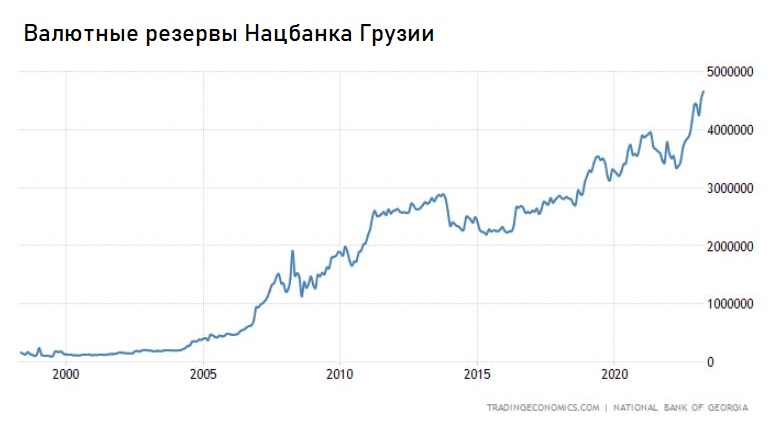 Валютные резервы Нацбанка Грузии
5000000
4000000
3000000
2000000
1000000
0
2000 2005 2010 2015 2020
TRADINGECONOMICS.COM | NATIONAL BANK OF GEORGIA